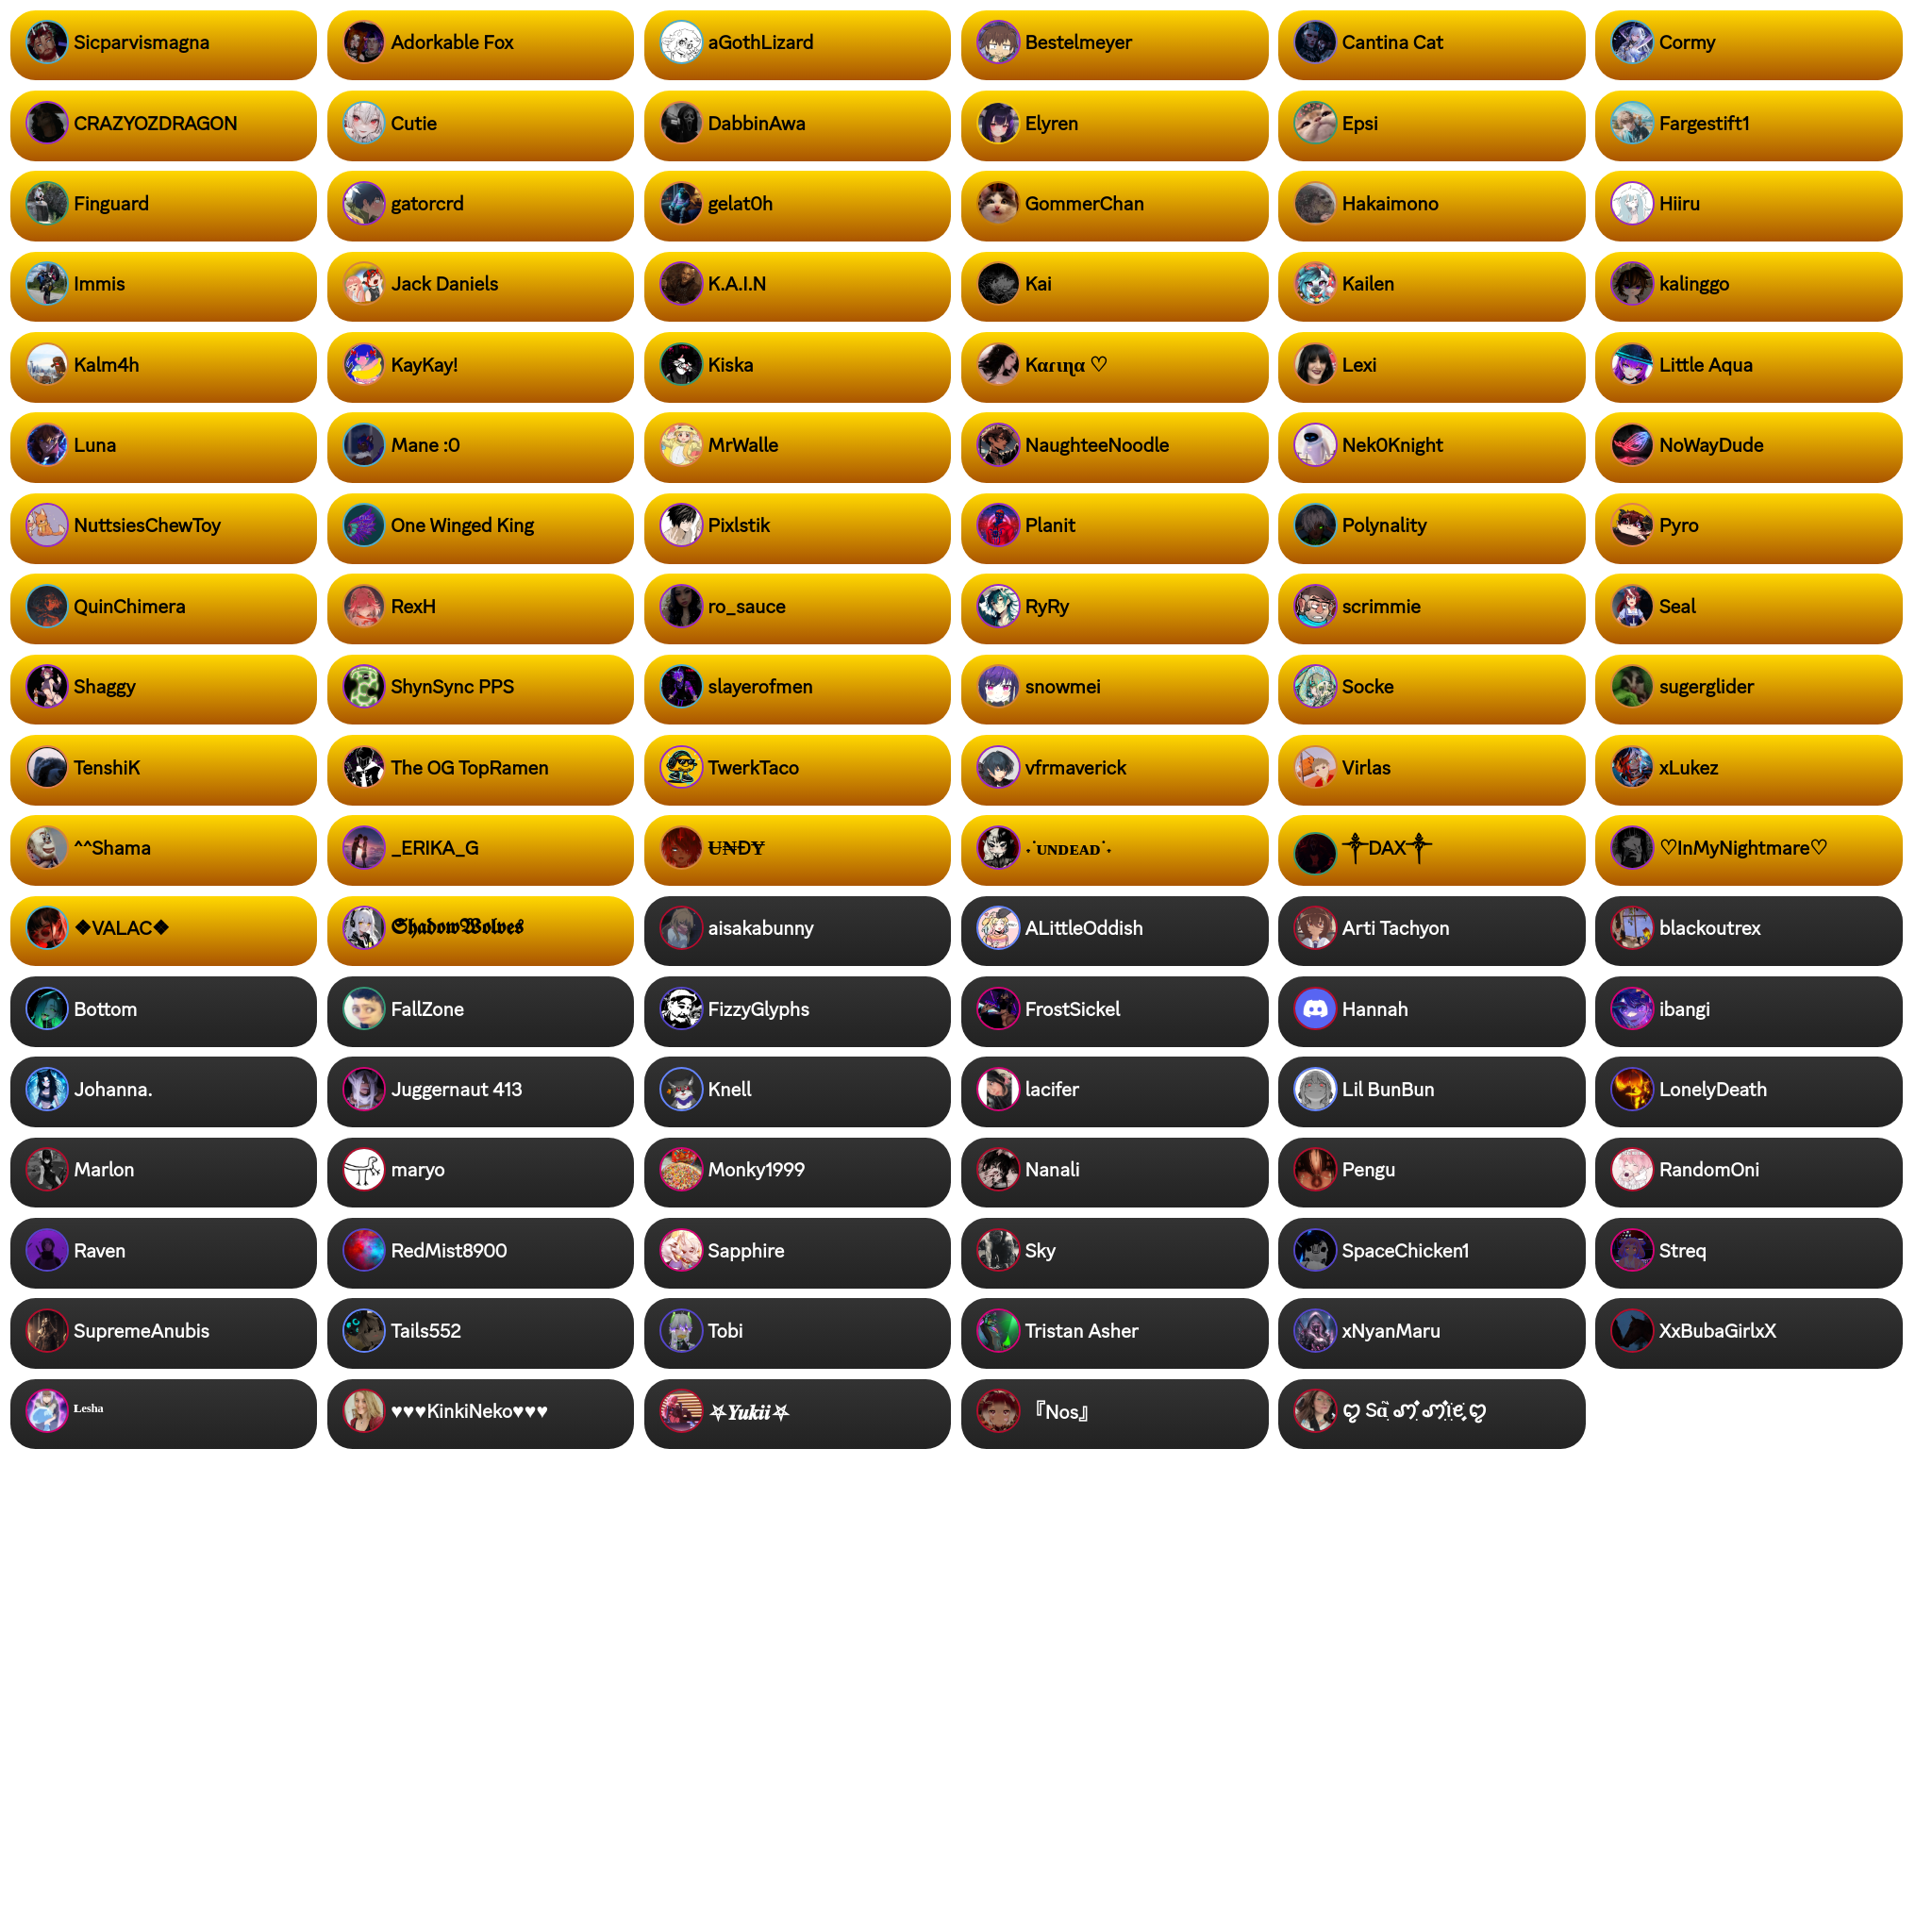 Sicparvismagna
Adorkable Fox
aGothLizard
Bestelmeyer
Cantina Cat
Cormy
CRAZYOZDRAGON
Cutie
DabbinAwa
Elyren
Epsi
Fargestift1
Finguard
gatorcrd
gelat0h
GommerChan
Hakaimono
Hiiru
Immis
Jack Daniels
K.A.I.N
Kai
Kailen
kalinggo
Kalm4h
KayKay!
Kiska
Kαɾιɳα ♡
Lexi
Little Aqua
Luna
Mane :0
MrWalle
NaughteeNoodle
Nek0Knight
NoWayDude
NuttsiesChewToy
One Winged King
Pixlstik
Planit
Polynality
Pyro
QuinChimera
RexH
ro_sauce
RyRy
scrimmie
Seal
Shaggy
ShynSync PPS
slayerofmen
snowmei
Socke
sugerglider
TenshiK
The OG TopRamen
TwerkTaco
vfrmaverick
Virlas
xLukez
^^Shama
_ERIKA_G
Ʉ₦ĐɎ
˖˙ᴜɴᴅᴇᴀᴅ˙˖
༒DAX༒
♡InMyNightmare♡
❖VALAC❖
𝕾𝖍𝖆𝖉𝖔𝖜𝖂𝖔𝖑𝖛𝖊𝖘
aisakabunny
ALittleOddish
Arti Tachyon
blackoutrex
Bottom
FallZone
FizzyGlyphs
FrostSickel
Hannah
ibangi
Johanna.
Juggernaut 413
Knell
lacifer
Lil BunBun
LonelyDeath
Marlon
maryo
Monky1999
Nanali
Pengu
RandomOni
Raven
RedMist8900
Sapphire
Sky
SpaceChicken1
Streq
SupremeAnubis
Tails552
Tobi
Tristan Asher
xNyanMaru
XxBubaGirlxX
ᴸᵉˢʰᵃ
♥♥♥KinkiNeko♥♥♥
⛧𝒀𝒖𝒌𝒊𝒊⛧
『Nos』